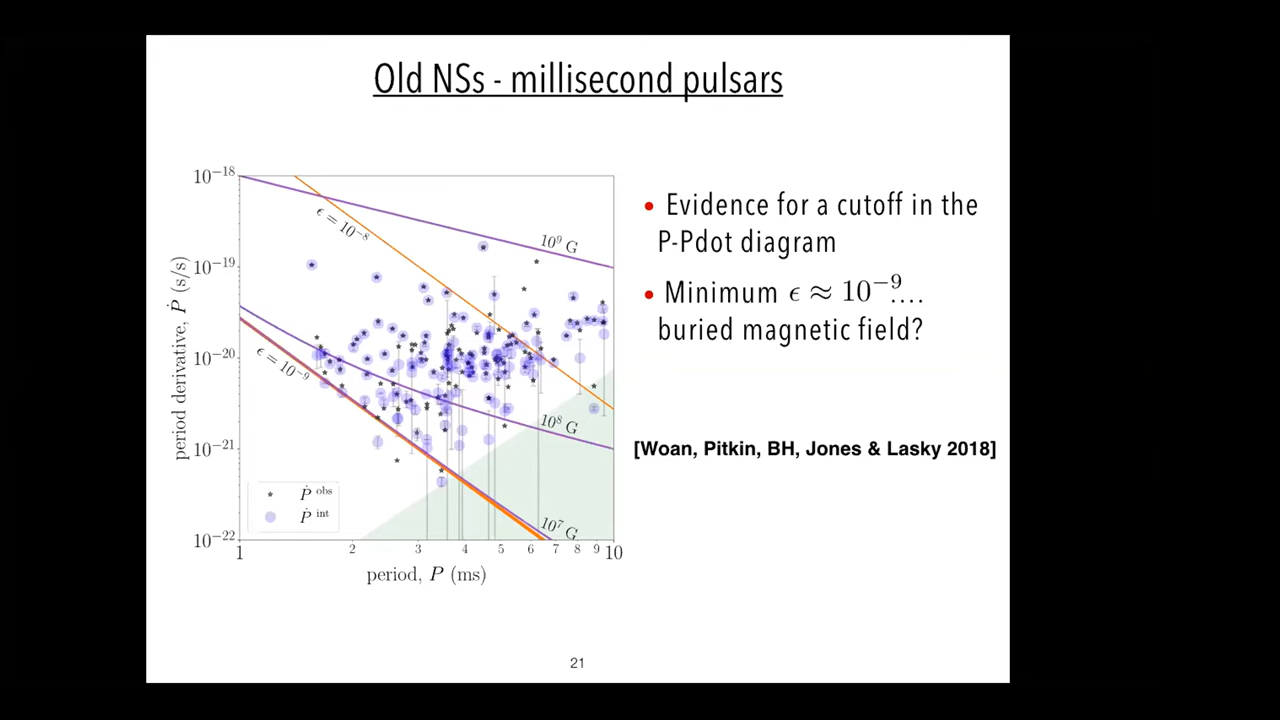 Old NSs - millisecond pulsars
10⁻¹⁸
10⁻¹⁹
10⁻²⁰
10⁻²¹
10⁻²²
period derivative, Ṗ (s/s)
ϵ = 10⁻⁸
10⁹ G
ϵ = 10⁻⁹
10⁸ G
10⁷ G
Ṗ obs
Ṗ int
1 2 3 4 5 6 7 8 9 10
period, P (ms)
• Evidence for a cutoff in the
P-Pdot diagram
• Minimum ϵ ≈ 10⁻⁹....
buried magnetic field?
[Woan, Pitkin, BH, Jones & Lasky 2018]
21